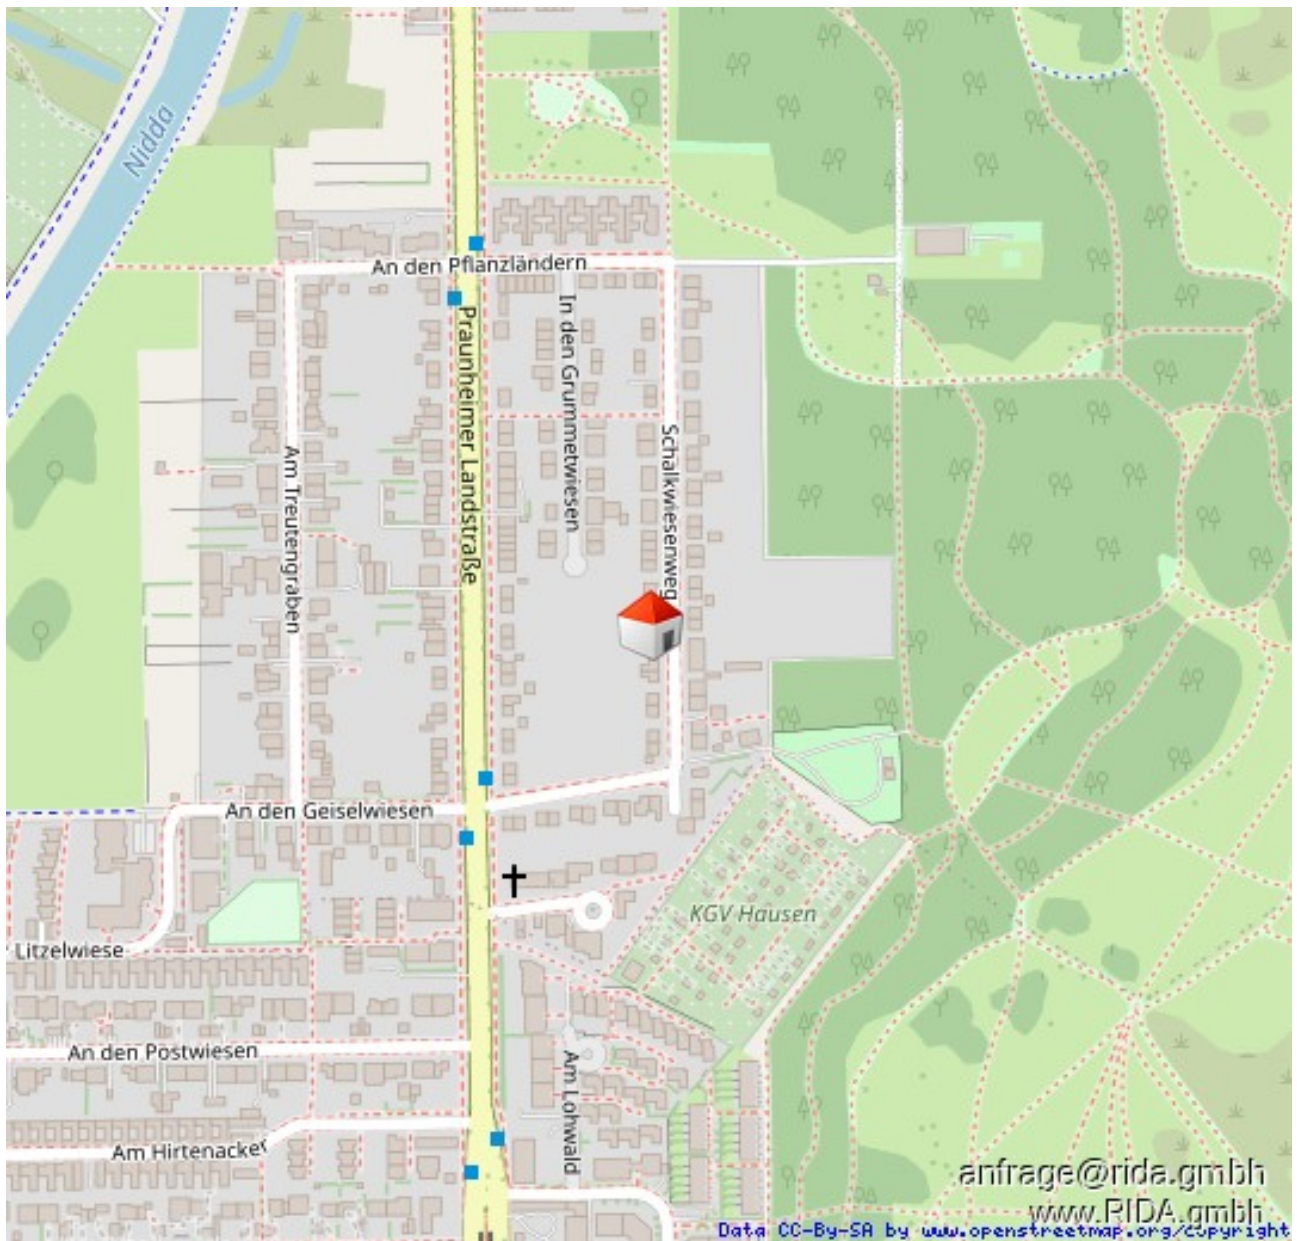 Nidda
An den Pflanzländern
In den Grummetwiesen
Praunheimer Landstraße
Schalkwiesenweg
Am Treutengraben
An den Geiselwiesen
KGV Hausen
Litzelwiese
An den Postwiesen
Am Lohwald
Am Hirtenacker
anfrage@rida.gmbh
www.RIDA.gmbh
Data CC-By-SA by www.openstreetmap.org/copyright